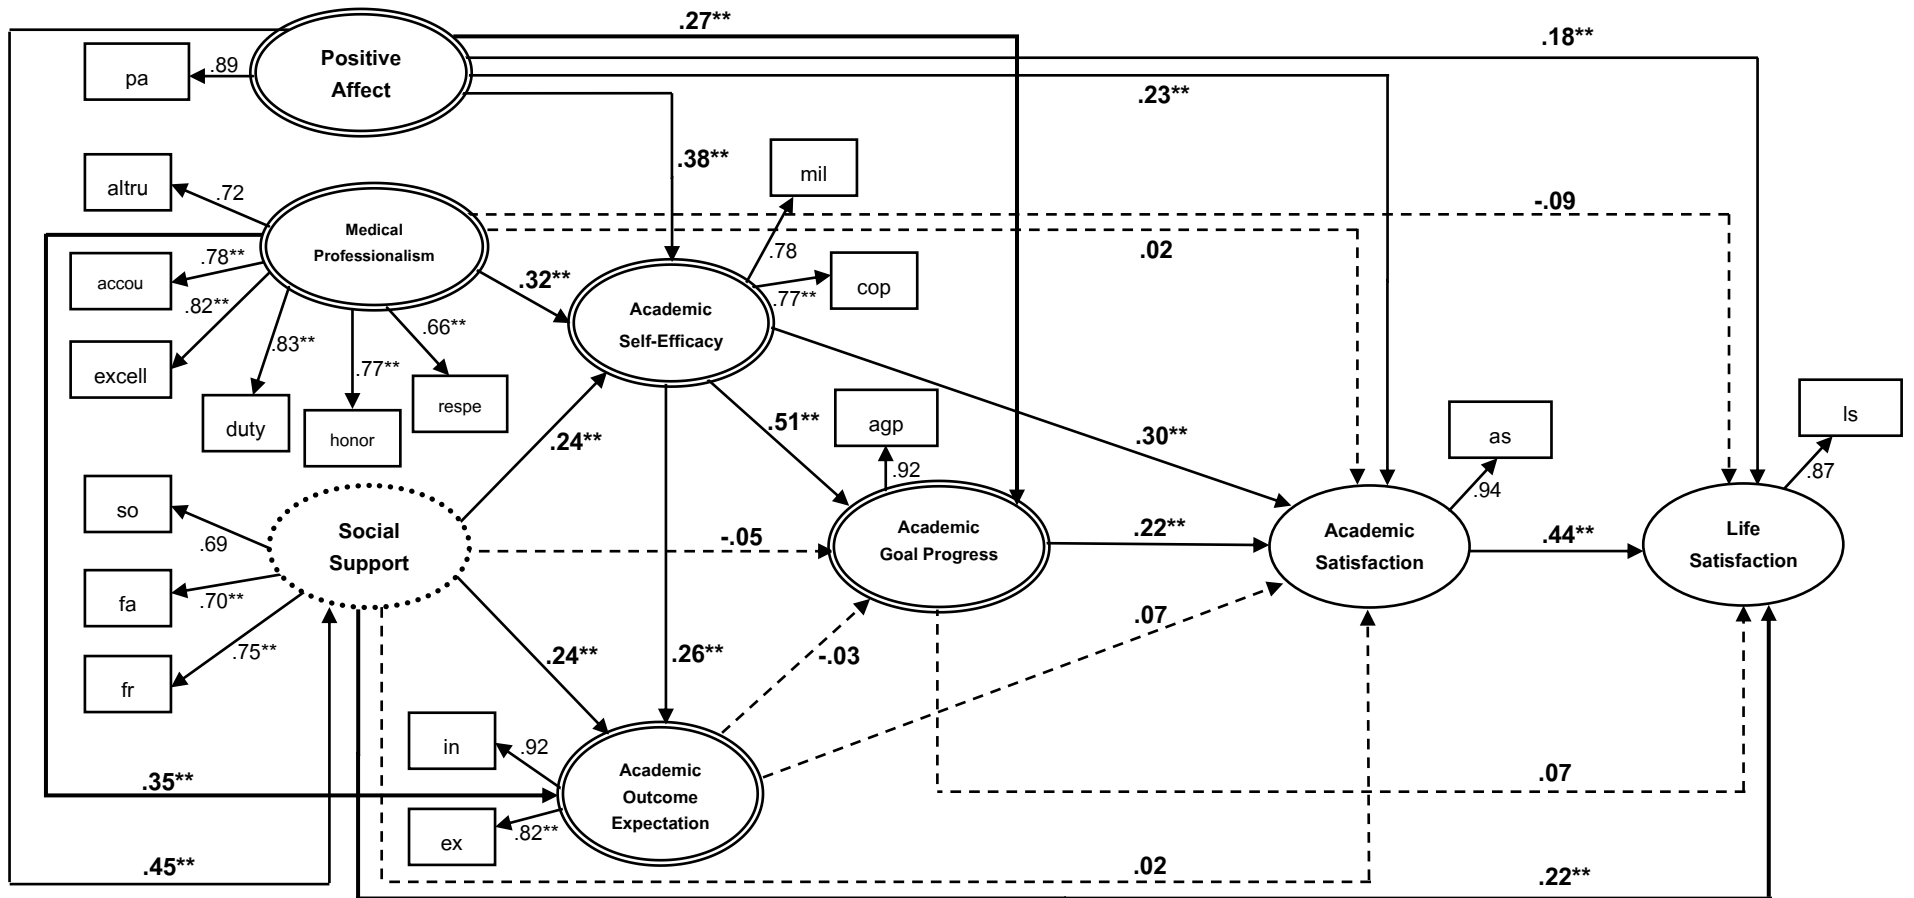 .27**
.18**
Positive
Affect
pa
.89
.23**
.38**
mil
altru
.72
Medical
Professionalism
-.09
.02
.78
.78**
accou
.32**
.77**
cop
.82**
Academic
Self-Efficacy
.66**
.83**
.77**
excell
respe
duty
honor
.24**
.51**
agp
.30**
as
ls
.92
.87
.94
so
.69
Social
Support
-.05
Academic
Goal Progress
.22**
Academic
Satisfaction
.44**
Life
Satisfaction
fa
.70**
.07
fr
.75**
.24**
.26**
-.03
in
.92
Academic
Outcome
Expectation
.35**
.07
ex
.82**
.45**
.02
.22**